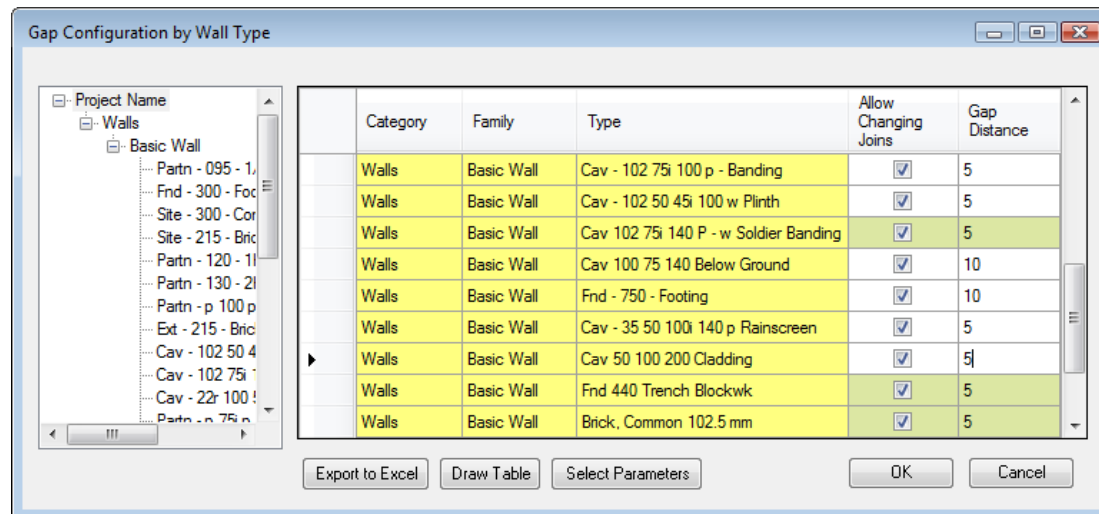 Gap Configuration by Wall Type
Project Name
Walls
Basic Wall
Partn - 095 - 1
Fnd - 300 - Foc
Site - 300 - Cor
Site - 215 - Bric
Partn - 120 - 1
Partn - 130 - 2
Partn - p 100 p
Ext - 215 - Bric
Cav - 102 50 4
Cav - 102 75i
Cav - 22r 100
Partn - p 75i p
Category Family Type Allow Changing Joins Gap Distance
Walls Basic Wall Cav - 102 75i 100 p - Banding 5
Walls Basic Wall Cav - 102 50 45i 100 w Plinth 5
Walls Basic Wall Cav 102 75i 140 P - w Soldier Banding 5
Walls Basic Wall Cav 100 75 140 Below Ground 10
Walls Basic Wall Fnd - 750 - Footing 10
Walls Basic Wall Cav - 35 50 100i 140 p Rainscreen 5
Walls Basic Wall Cav 50 100 200 Cladding 5
Walls Basic Wall Fnd 440 Trench Blockwk 5
Walls Basic Wall Brick, Common 102.5 mm 5
Export to Excel Draw Table Select Parameters OK Cancel